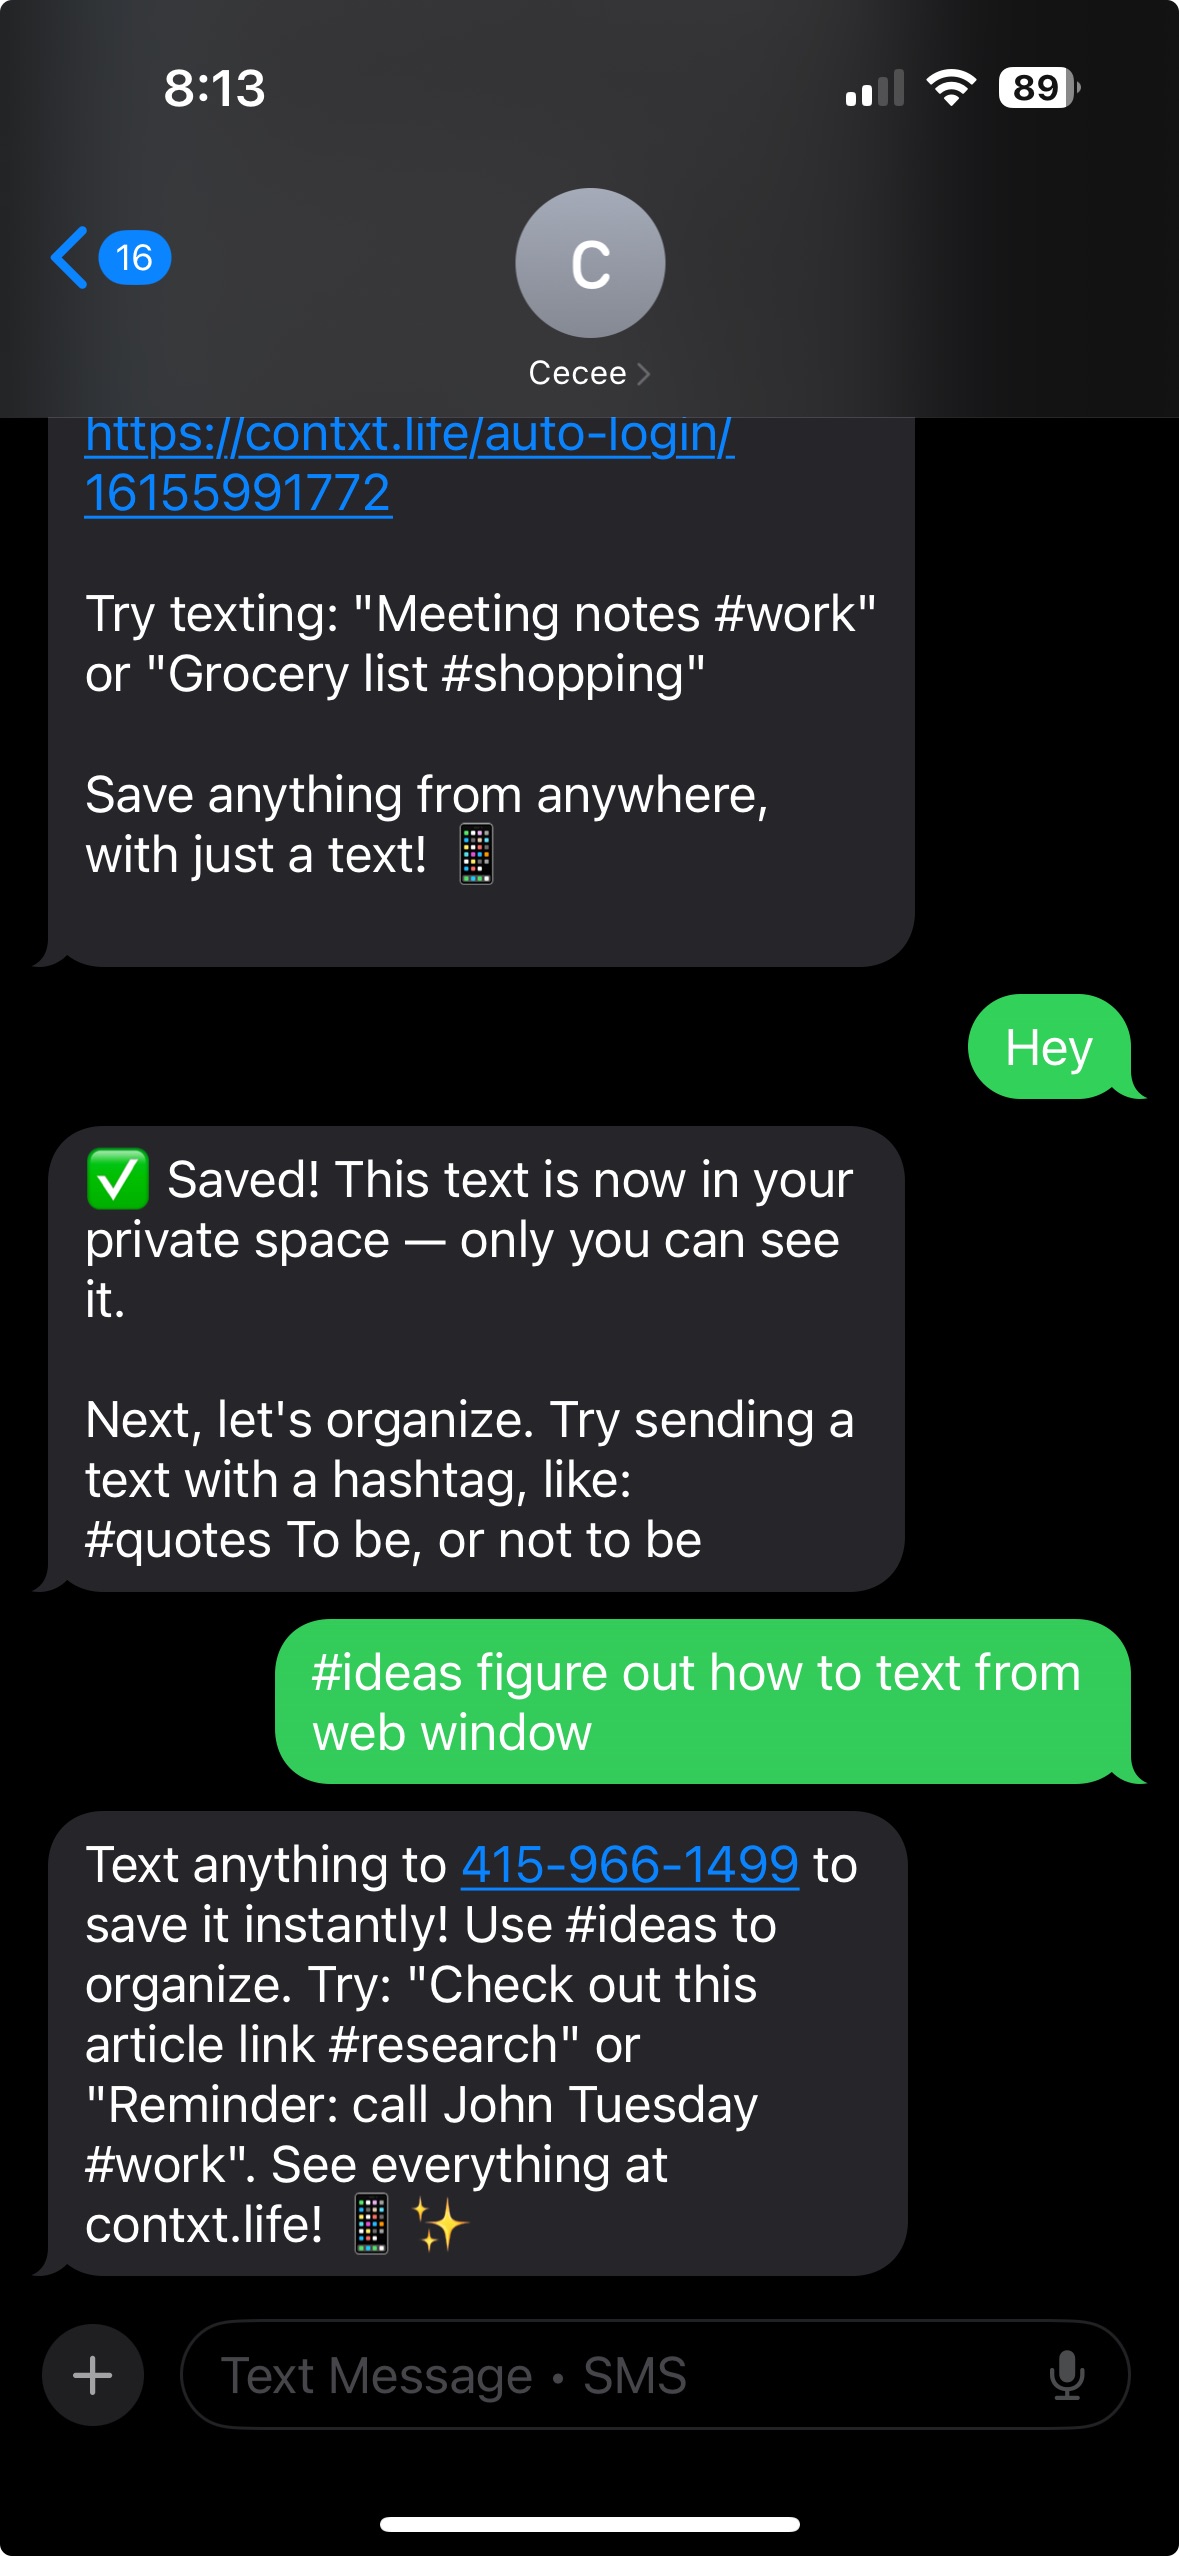 8:13
89
16
C
Cecee
https://contxt.life/auto-login/
16155991772
Try texting: "Meeting notes #work"
or "Grocery list #shopping"
Save anything from anywhere,
with just a text! 📱
Hey
✅ Saved! This text is now in your
private space — only you can see
it.
Next, let's organize. Try sending a
text with a hashtag, like:
#quotes To be, or not to be
#ideas figure out how to text from
web window
Text anything to 415-966-1499 to
save it instantly! Use #ideas to
organize. Try: "Check out this
article link #research" or
"Reminder: call John Tuesday
#work". See everything at
contxt.life! 📱✨
Text Message • SMS